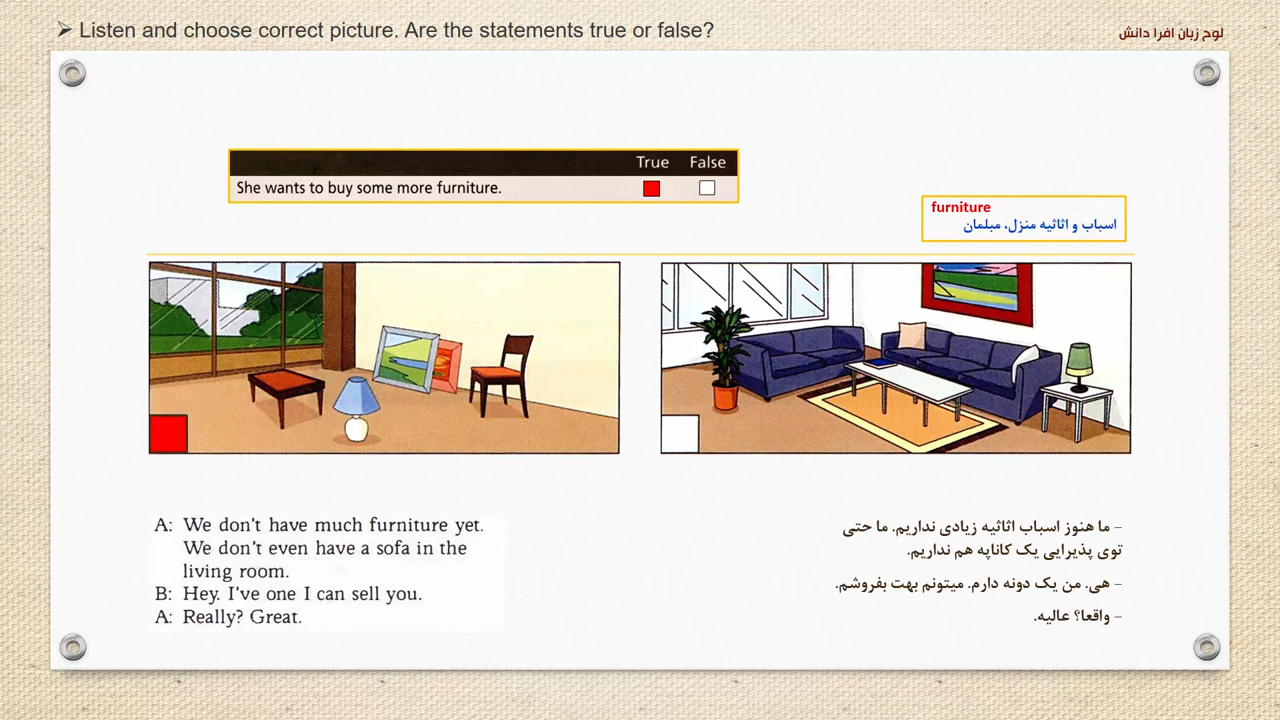 ➢ Listen and choose correct picture. Are the statements true or false?
لوح زبان افرا دانش
True False
She wants to buy some more furniture.
furniture
اسباب و اثاثیه منزل، مبلمان
A: We don't have much furniture yet.
We don't even have a sofa in the
living room.
B: Hey. I've one I can sell you.
A: Really? Great.
– ما هنوز اسباب اثاثیه زیادی نداریم. ما حتی
توی پذیرایی یک کاناپه هم نداریم.
– هی. من یک دونه دارم. میتونم بهت بفروشم.
– واقعا؟ عالیه.